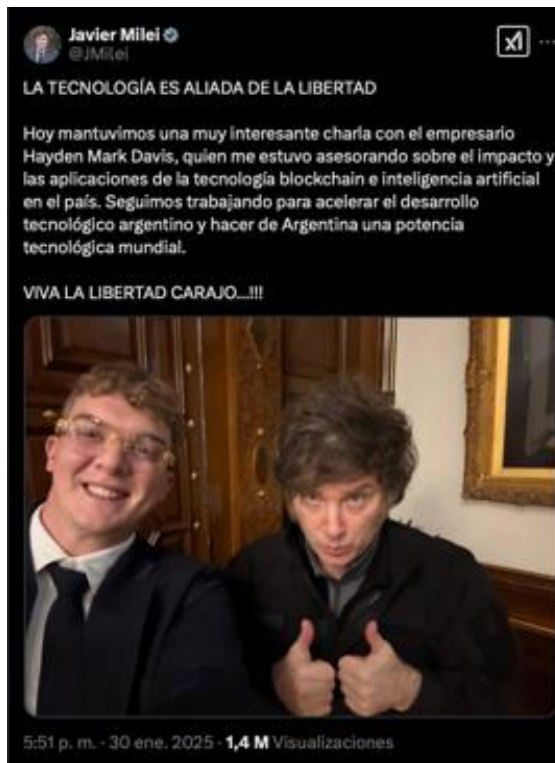 Javier Milei
@JMilei
LA TECNOLOGÍA ES ALIADA DE LA LIBERTAD
Hoy mantuvimos una muy interesante charla con el empresario
Hayden Mark Davis, quien me estuvo asesorando sobre el impacto y
las aplicaciones de la tecnología blockchain e inteligencia artificial
en el país. Seguimos trabajando para acelerar el desarrollo
tecnológico argentino y hacer de Argentina una potencia
tecnológica mundial.
VIVA LA LIBERTAD CARAJO...!!!
5:51 p. m. · 30 ene. 2025 · 1,4 M Visualizaciones